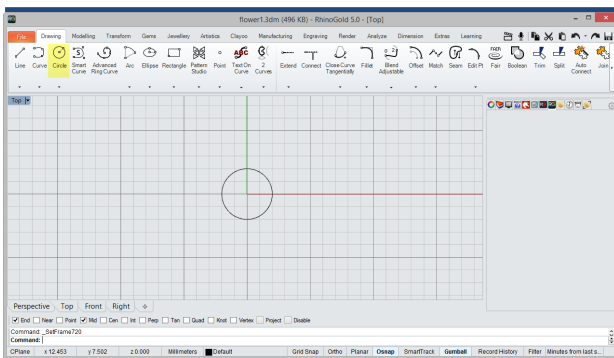 flower1.3dm (496 KB) - RhinoGold 5.0 - [Top]
File Drawing Modelling Transform Gems Jewellery Artistics Clayoo Manufacturing Engraving Render Analyze Dimension Extras Learning
Line Curve Circle Smart Curve Advanced Ring Curve Arc Ellipse Rectangle Pattern Studio Point Text On Curve 2 Curves Extend Connect Close Curve Tangentially Fillet Blend Adjustable Offset Match Seam Edit Pt Fair Boolean Trim Split Auto Connect Join
Top
Perspective Top Front Right
End Near Point Mid Cen Int Perp Tan Quad Knot Vertex Project Disable
Command: _SetFrame720
Command:
CPlane x 12.453 y 7.502 z 0.000 Millimeters Default Grid Snap Ortho Planar Osnap SmartTrack Gumball Record History Filter Minutes from last s...